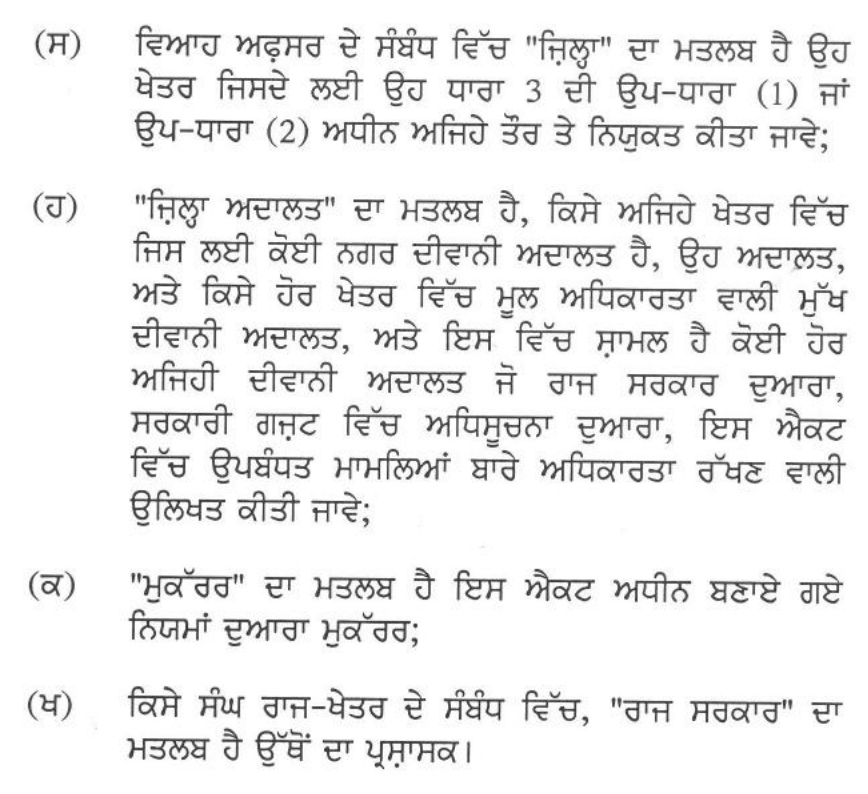 (ਸ) ਵਿਆਹ ਅਫ਼ਸਰ ਦੇ ਸੰਬੰਧ ਵਿੱਚ "ਜ਼ਿਲ੍ਹਾ" ਦਾ ਮਤਲਬ ਹੈ ਉਹ
ਖੇਤਰ ਜਿਸਦੇ ਲਈ ਉਹ ਧਾਰਾ 3 ਦੀ ਉਪ-ਧਾਰਾ (1) ਜਾਂ
ਉਪ-ਧਾਰਾ (2) ਅਧੀਨ ਅਜਿਹੇ ਤੌਰ ਤੇ ਨਿਯੁਕਤ ਕੀਤਾ ਜਾਵੇ;
(ਹ) "ਜ਼ਿਲ੍ਹਾ ਅਦਾਲਤ" ਦਾ ਮਤਲਬ ਹੈ, ਕਿਸੇ ਅਜਿਹੇ ਖੇਤਰ ਵਿੱਚ
ਜਿਸ ਲਈ ਕੋਈ ਨਗਰ ਦੀਵਾਨੀ ਅਦਾਲਤ ਹੈ, ਉਹ ਅਦਾਲਤ,
ਅਤੇ ਕਿਸੇ ਹੋਰ ਖੇਤਰ ਵਿੱਚ ਮੂਲ ਅਧਿਕਾਰਤਾ ਵਾਲੀ ਮੁੱਖ
ਦੀਵਾਨੀ ਅਦਾਲਤ, ਅਤੇ ਇਸ ਵਿੱਚ ਸ਼ਾਮਲ ਹੈ ਕੋਈ ਹੋਰ
ਅਜਿਹੀ ਦੀਵਾਨੀ ਅਦਾਲਤ ਜੋ ਰਾਜ ਸਰਕਾਰ ਦੁਆਰਾ,
ਸਰਕਾਰੀ ਗਜ਼ਟ ਵਿੱਚ ਅਧਿਸੂਚਨਾ ਦੁਆਰਾ, ਇਸ ਐਕਟ
ਵਿੱਚ ਉਪਬੰਧਤ ਮਾਮਲਿਆਂ ਬਾਰੇ ਅਧਿਕਾਰਤਾ ਰੱਖਣ ਵਾਲੀ
ਉਲਿਖਤ ਕੀਤੀ ਜਾਵੇ;
(ਕ) "ਮੁਕੱਰਰ" ਦਾ ਮਤਲਬ ਹੈ ਇਸ ਐਕਟ ਅਧੀਨ ਬਣਾਏ ਗਏ
ਨਿਯਮਾਂ ਦੁਆਰਾ ਮੁਕੱਰਰ;
(ਖ) ਕਿਸੇ ਸੰਘ ਰਾਜ-ਖੇਤਰ ਦੇ ਸੰਬੰਧ ਵਿੱਚ, "ਰਾਜ ਸਰਕਾਰ" ਦਾ
ਮਤਲਬ ਹੈ ਉੱਥੋਂ ਦਾ ਪ੍ਰਸ਼ਾਸਕ।